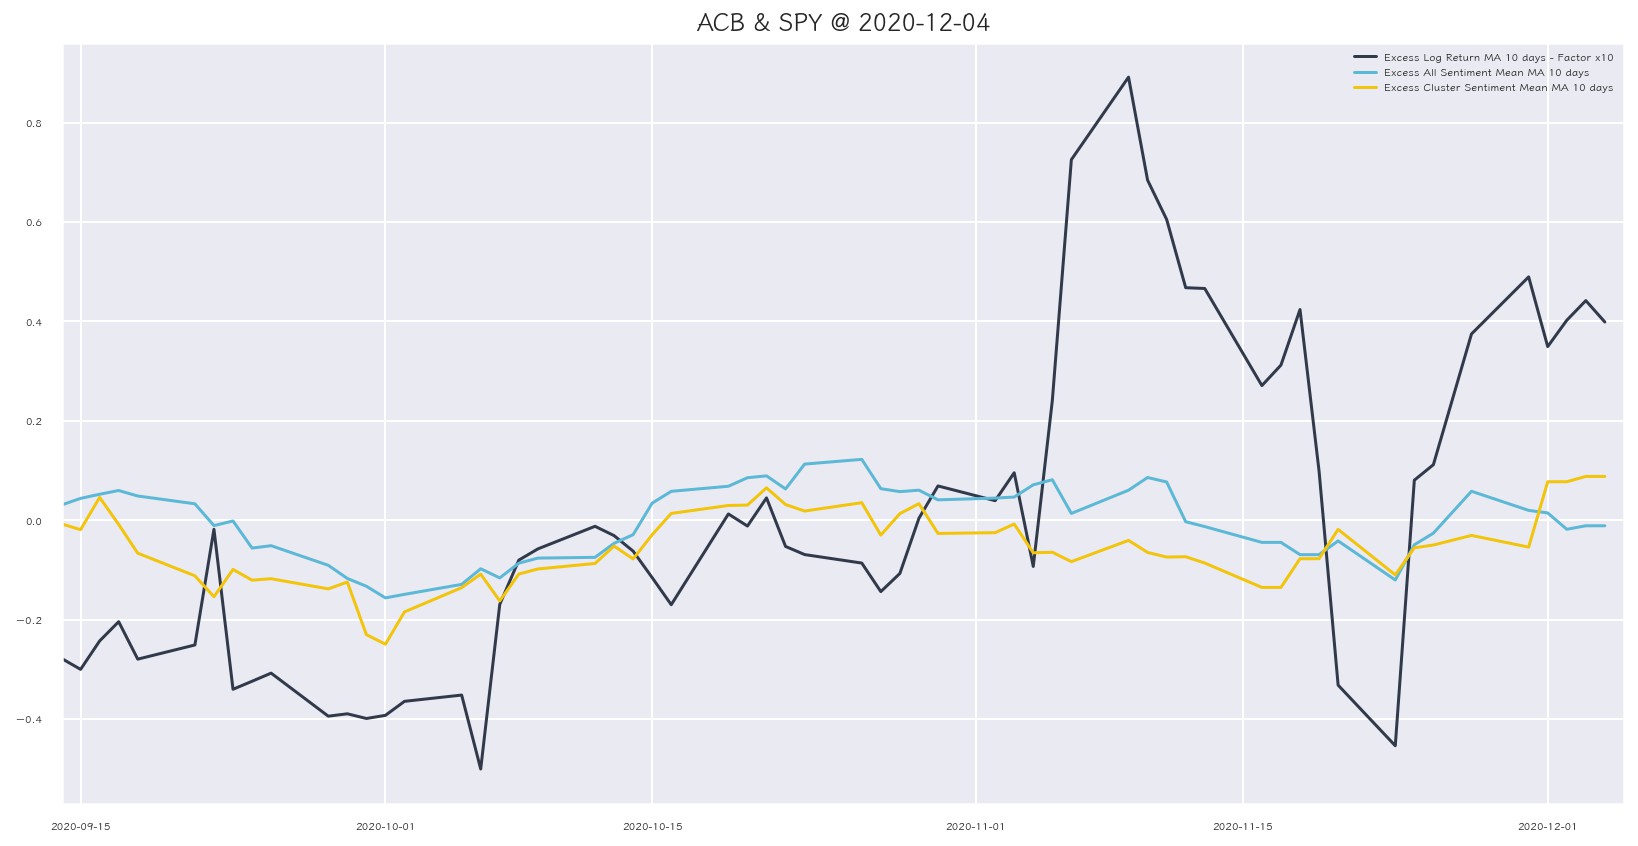 ACB & SPY @ 2020-12-04
Excess Log Return MA 10 days - Factor x10
Excess All Sentiment Mean MA 10 days
Excess Cluster Sentiment Mean MA 10 days
0.8
0.6
0.4
0.2
0.0
−0.2
−0.4
2020-09-15 2020-10-01 2020-10-15 2020-11-01 2020-11-15 2020-12-01